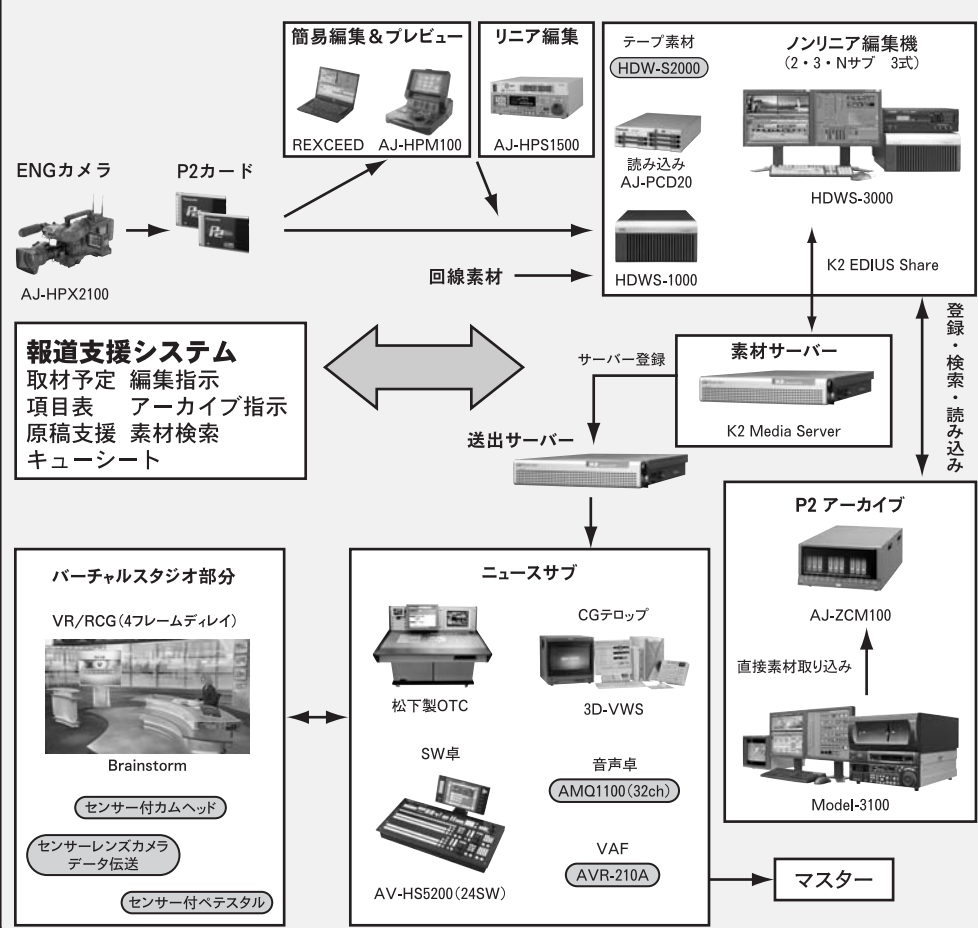 簡易編集&プレビュー
REXCEED AJ-HPM100
リニア編集
AJ-HPS1500
テープ素材
HDW-S2000
読み込み
AJ-PCD20
HDWS-1000
ノンリニア編集機
(2・3・Nサブ 3式)
HDWS-3000
K2 EDIUS Share
ENGカメラ
AJ-HPX2100
P2カード
P2
回線素材
報道支援システム
取材予定 編集指示
項目表 アーカイブ指示
原稿支援 素材検索
キューシート
サーバー登録
素材サーバー
K2 Media Server
登録・検索・読み込み
送出サーバー
P2 アーカイブ
AJ-ZCM100
直接素材取り込み
Model-3100
バーチャルスタジオ部分
VR/RCG(4フレームディレイ)
Brainstorm
センサー付カムヘッド
センサーレンズカメラ
データ伝送
センサー付ペテスタル
ニュースサブ
松下製OTC
CGテロップ
3D-VWS
SW卓
AV-HS5200(24SW)
音声卓
AMQ1100(32ch)
VAF
AVR-210A
マスター